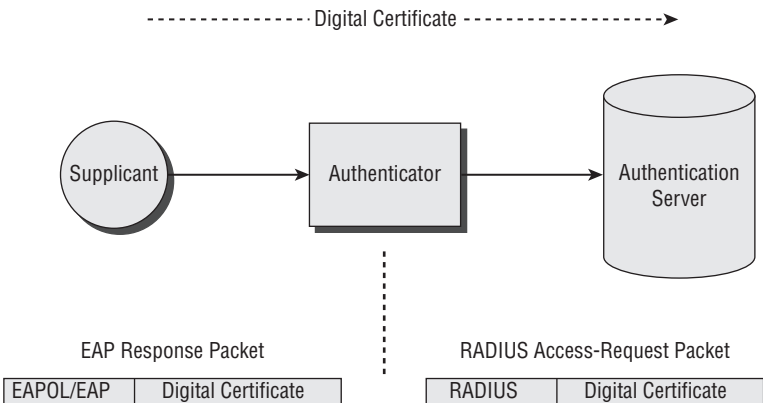 Digital Certificate
Supplicant
Authenticator
Authentication
Server
EAP Response Packet
RADIUS Access-Request Packet
EAPOL/EAP Digital Certificate
RADIUS Digital Certificate